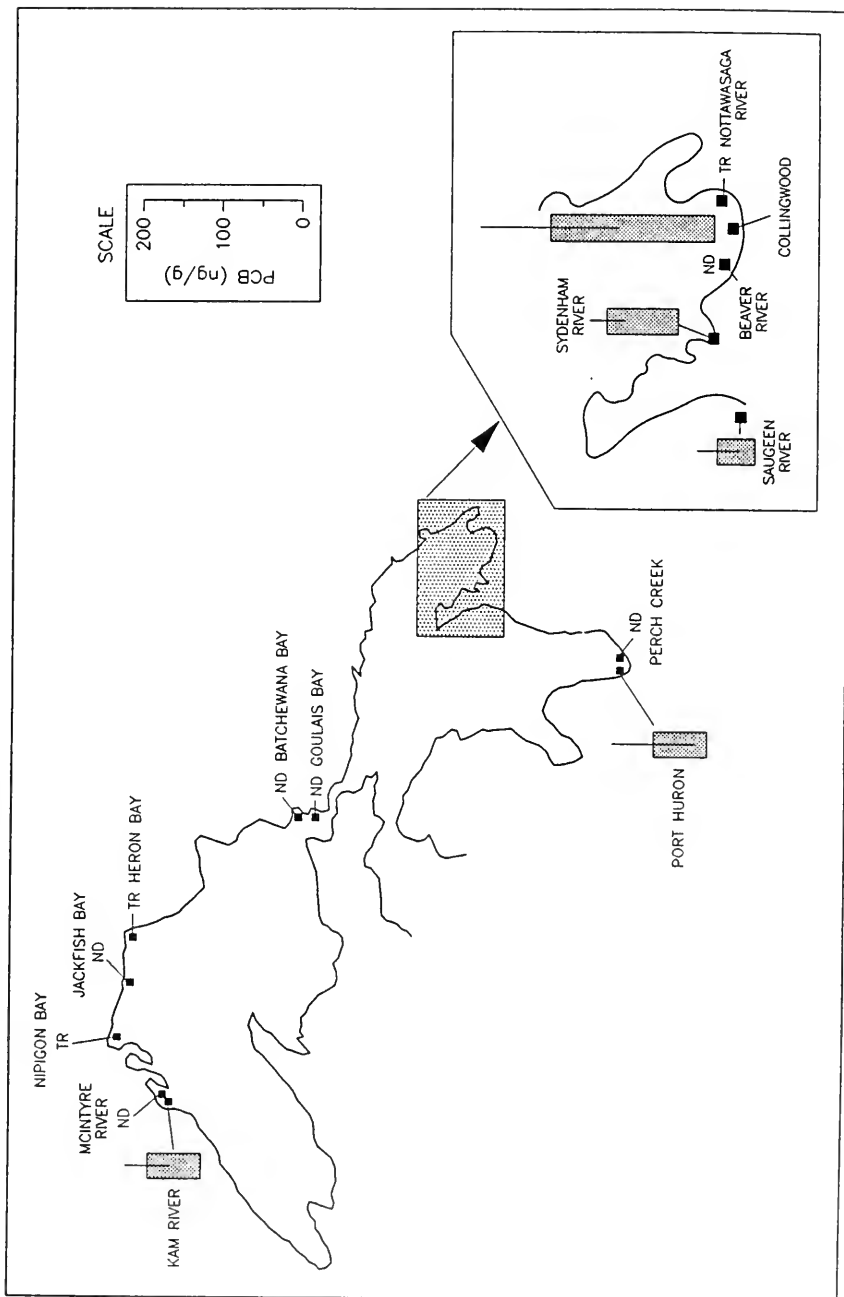 NIPIGON BAY
TR
JACKFISH BAY
ND
TR HERON BAY
MCINTYRE
RIVER
ND
KAM RIVER
ND BATCHEWANA BAY
ND GOULAIS BAY
ND
PERCH CREEK
PORT HURON
SCALE
200
100
0
PCB (ng/g)
SYDENHAM
RIVER
ND
BEAVER
RIVER
TR NOTTAWASAGA
RIVER
COLLINGWOOD
SAUGEEN
RIVER